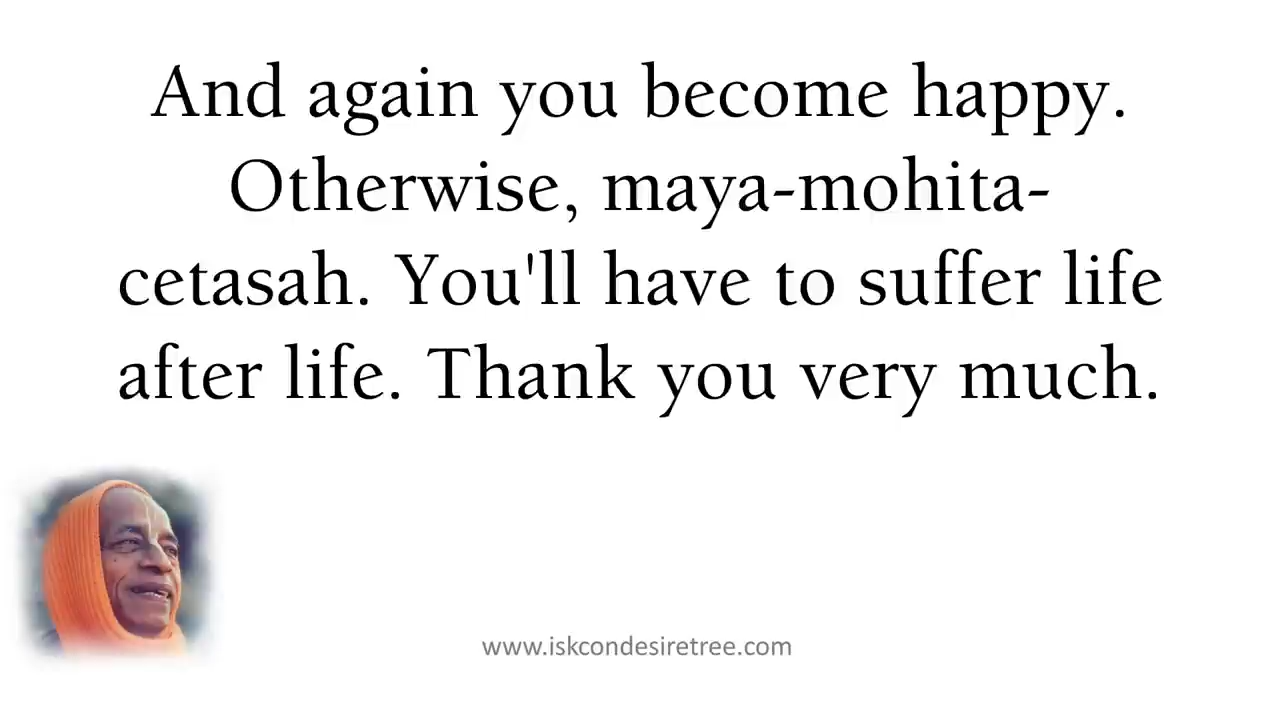 And again you become happy.
Otherwise, maya-mohita-
cetasah. You'll have to suffer life
after life. Thank you very much.
www.iskcondesiretree.com